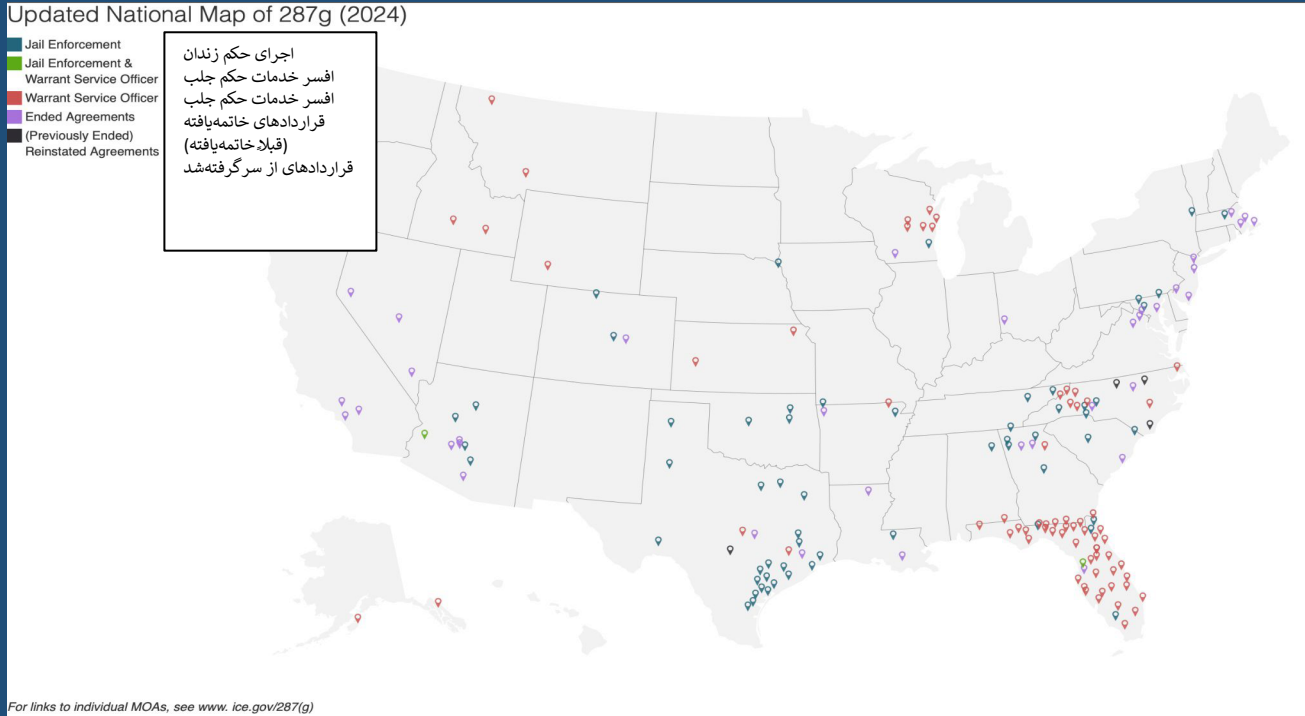 Updated National Map of 287g (2024)
Jail Enforcement
Jail Enforcement &
Warrant Service Officer
Warrant Service Officer
Ended Agreements
(Previously Ended)
Reinstated Agreements
اجرای حکم زندان
افسر خدمات حکم جلب
افسر خدمات حکم جلب
قراردادهای خاتمه‌یافته
(قبلاً خاتمه‌یافته)
قراردادهای از سرگرفته‌شد
For links to individual MOAs, see www. ice.gov/287(g)